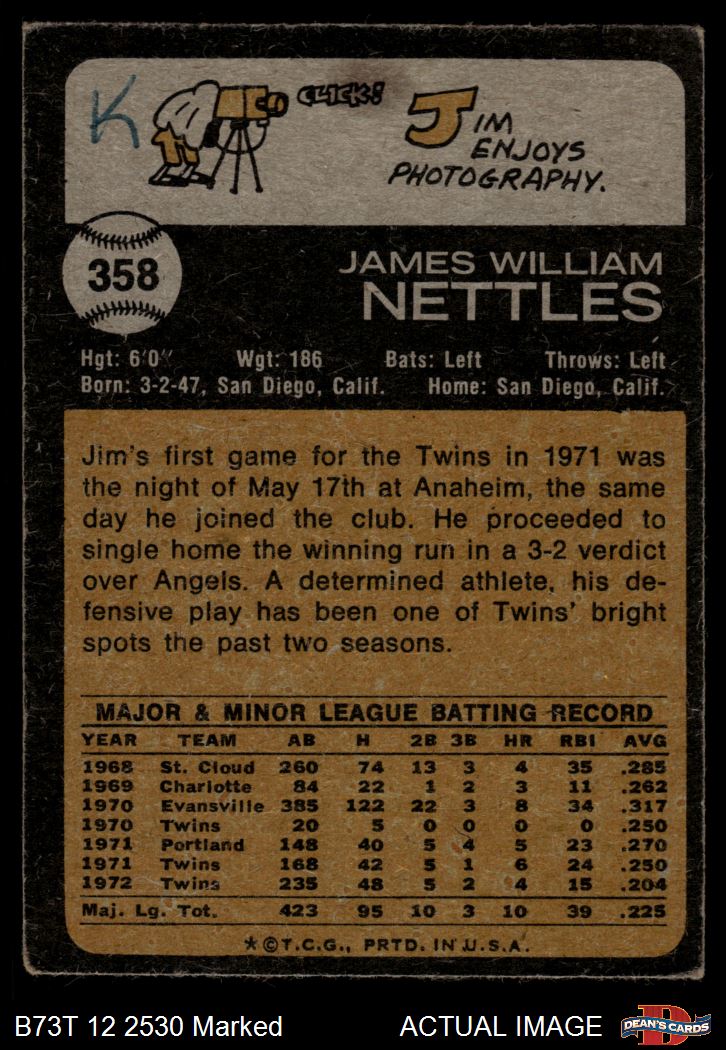 K
CLICK!
JIM
ENJOYS
PHOTOGRAPHY.
358
JAMES WILLIAM
NETTLES
Hgt: 6'0" Wgt: 186 Bats: Left Throws: Left
Born: 3-2-47, San Diego, Calif. Home: San Diego, Calif.
Jim's first game for the Twins in 1971 was
the night of May 17th at Anaheim, the same
day he joined the club. He proceeded to
single home the winning run in a 3-2 verdict
over Angels. A determined athlete, his de-
fensive play has been one of Twins' bright
spots the past two seasons.
MAJOR & MINOR LEAGUE BATTING RECORD
YEAR TEAM AB H 2B 3B HR RBI AVG
1968 St. Cloud 260 74 13 3 4 35 .285
1969 Charlotte 84 22 1 2 3 11 .262
1970 Evansville 385 122 22 3 8 34 .317
1970 Twins 20 5 0 0 0 0 .250
1971 Portland 148 40 5 4 5 23 .270
1971 Twins 168 42 5 1 6 24 .250
1972 Twins 235 48 5 2 4 15 .204
Maj. Lg. Tot. 423 95 10 3 10 39 .225
*©T.C.G., PRTD. IN U.S.A.
B73T 12 2530 Marked ACTUAL IMAGE
D
DEAN'S CARDS